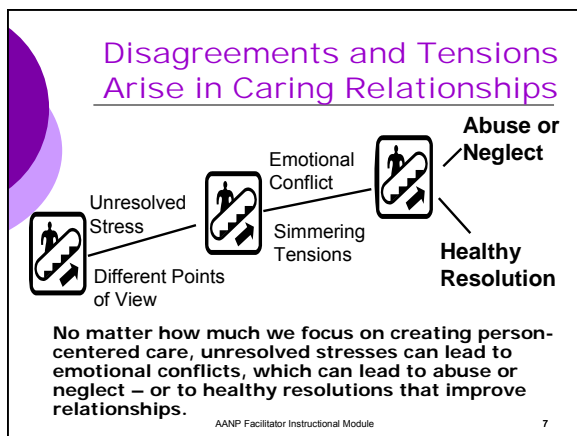 Disagreements and Tensions
Arise in Caring Relationships
Abuse or
Neglect
Emotional
Conflict
Unresolved
Stress
Simmering
Tensions
Healthy
Resolution
Different Points
of View
No matter how much we focus on creating person-
centered care, unresolved stresses can lead to
emotional conflicts, which can lead to abuse or
neglect – or to healthy resolutions that improve
relationships.
AANP Facilitator Instructional Module
7